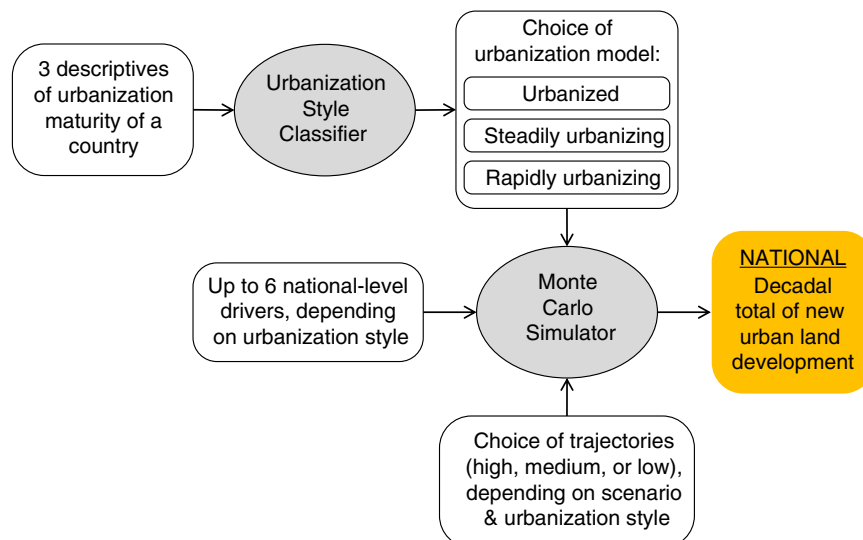 3 descriptives
of urbanization
maturity of a
country
Urbanization
Style
Classifier
Choice of
urbanization model:
Urbanized
Steadily urbanizing
Rapidly urbanizing
Up to 6 national-level
drivers, depending
on urbanization style
Monte
Carlo
Simulator
NATIONAL
Decadal
total of new
urban land
development
Choice of trajectories
(high, medium, or low),
depending on scenario
& urbanization style